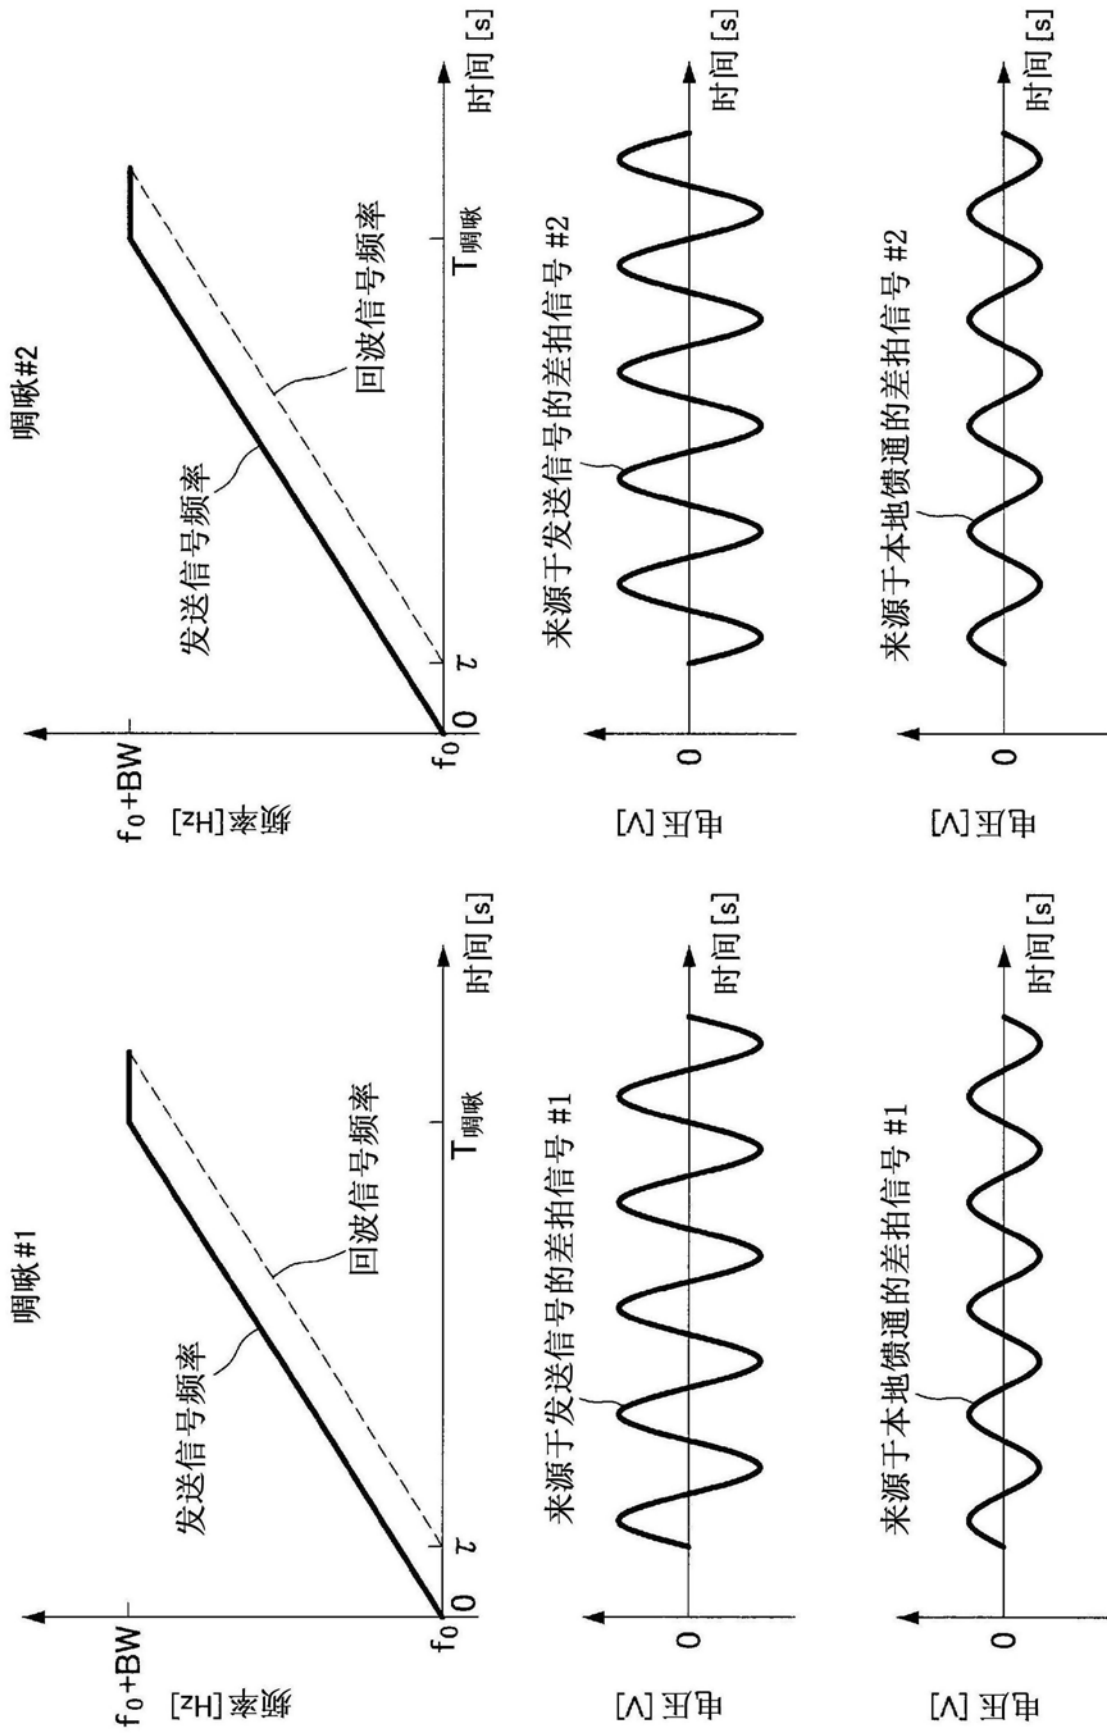 啁啾#1
频率[Hz]
f₀+BW
f₀
0
τ
T啁啾
时间[s]
发送信号频率
回波信号频率
电压[V]
0
来源于发送信号的差拍信号 #1
时间[s]
电压[V]
0
来源于本地馈通的差拍信号 #1
时间[s]
啁啾#2
频率[Hz]
f₀+BW
f₀
0
τ
T啁啾
时间[s]
发送信号频率
回波信号频率
电压[V]
0
来源于发送信号的差拍信号 #2
时间[s]
电压[V]
0
来源于本地馈通的差拍信号 #2
时间[s]